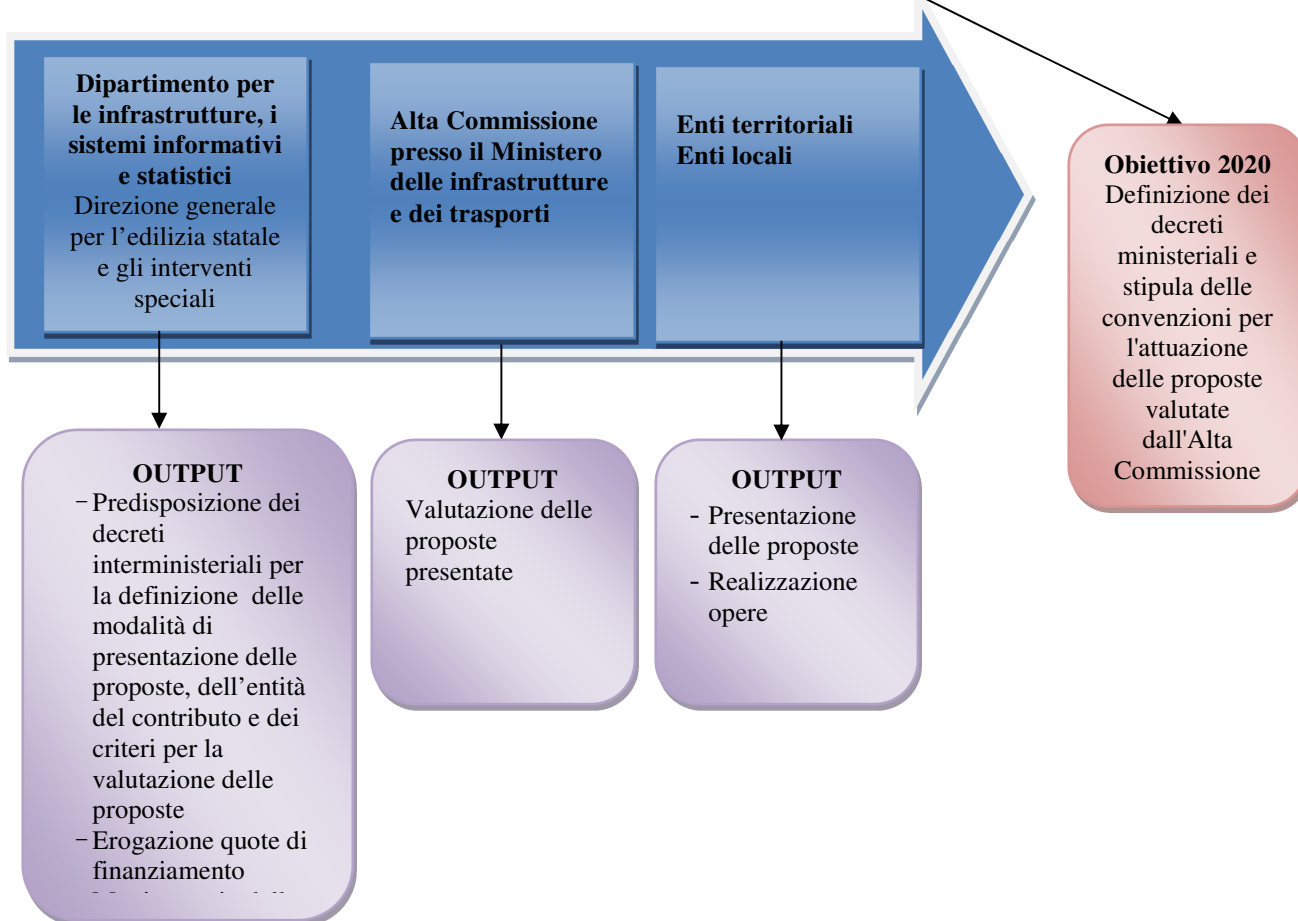 Dipartimento per
le infrastrutture, i
sistemi informativi
e statistici
Direzione generale
per l’edilizia statale
e gli interventi
speciali
Alta Commissione
presso il Ministero
delle infrastrutture
e dei trasporti
Enti territoriali
Enti locali
Obiettivo 2020
Definizione dei
decreti
ministeriali e
stipula delle
convenzioni per
l'attuazione
delle proposte
valutate
dall'Alta
Commissione
OUTPUT
- Predisposizione dei
decreti
interministeriali per
la definizione delle
modalità di
presentazione delle
proposte, dell’entità
del contributo e dei
criteri per la
valutazione delle
proposte
- Erogazione quote di
finanziamento
OUTPUT
Valutazione delle
proposte
presentate
OUTPUT
- Presentazione
delle proposte
- Realizzazione
opere